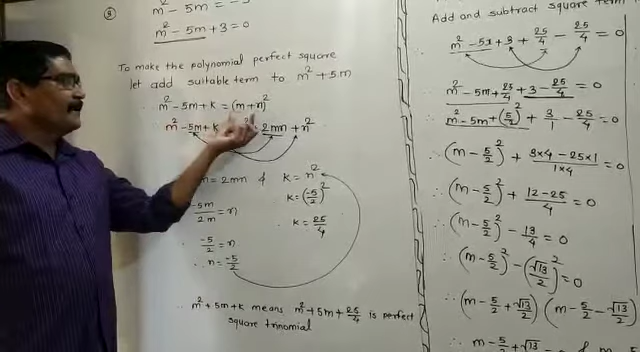 m² - 5m = -3
(3)
m² - 5m + 3 = 0
To make the polynomial perfect square
let add suitable term to m² + 5m
∴ m² - 5m + k = (m + n)²
m² - 5m + k 2mn + n²
= 2mn & k = n²
-5m/2m = n
k = (-5/2)²
-5/2 = n
k = 25/4
∴ n = -5/2
∴ m² + 5m + k means m² + 5m + 25/4 is perfect
square trinomial
Add and subtract square term
∴ m² - 5x + 3 + 25/4 - 25/4 = 0
m² - 5m + 25/4 + 3 - 25/4 = 0
∴ m² - 5m + (5/2)² + 3/1 - 25/4 = 0
∴ (m - 5/2)² + 3×4 - 25×1/1×4 = 0
∴ (m - 5/2)² + 12-25/4 = 0
∴ (m - 5/2)² - 13/4 = 0
∴ (m - 5/2)² - (√13/2)² = 0
∴ (m - 5/2 + √13/2) (m - 5/2 - √13/2) = 0
∴ m - 5/2 + √13